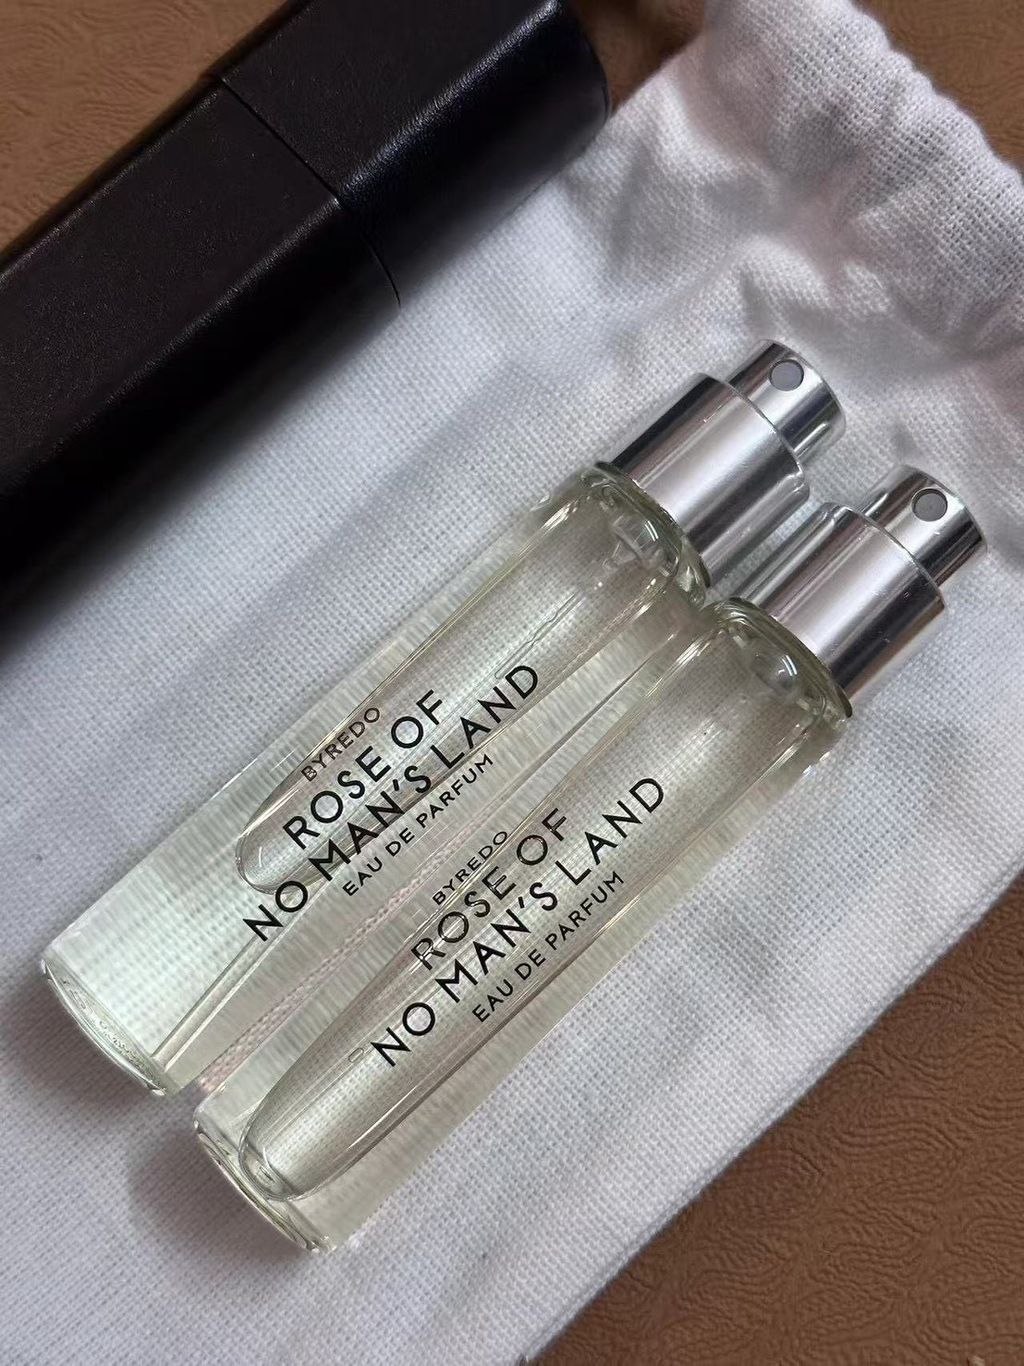 BYREDO
ROSE OF
NO MAN'S LAND
EAU DE PARFUM
BYREDO
ROSE OF
NO MAN'S LAND
EAU DE PARFUM